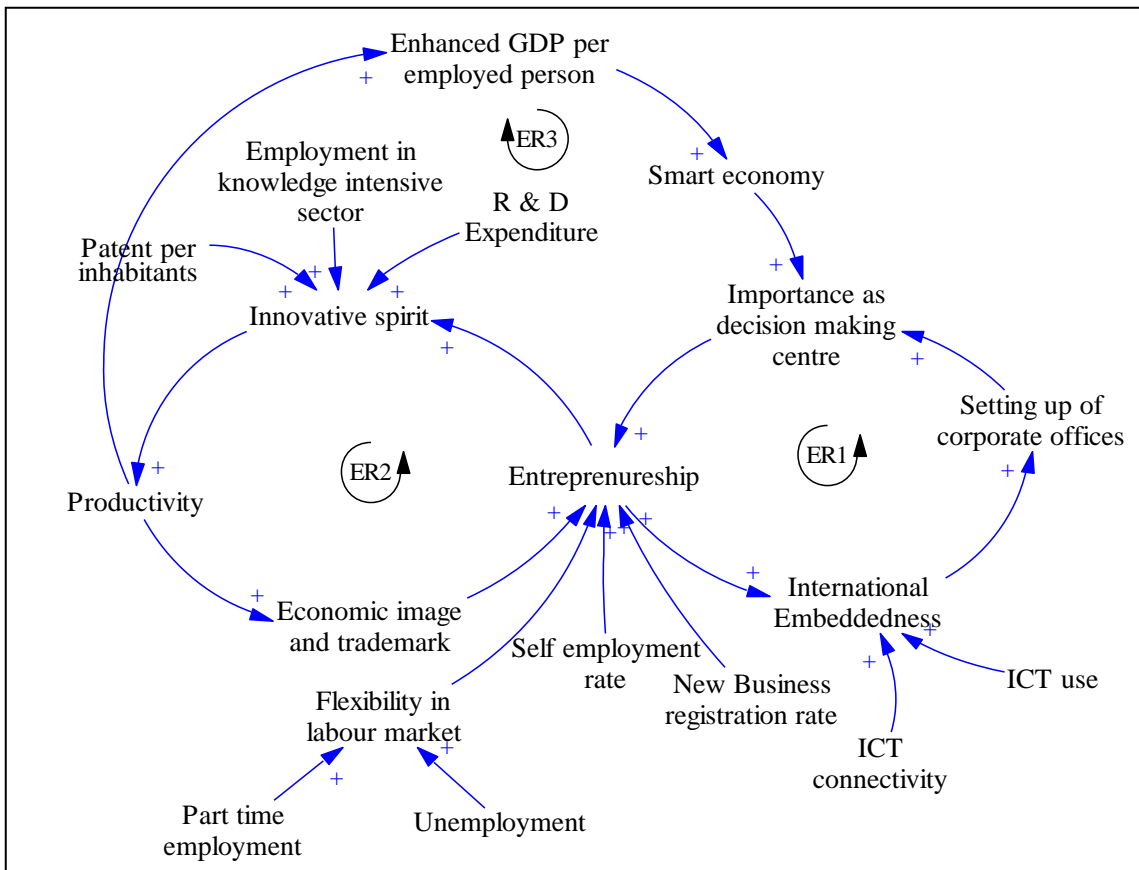 Enhanced GDP per
employed person
+
ER3
Employment in
knowledge intensive
sector
R & D
Expenditure
+
Smart economy
Patent per
inhabitants
+
+
+
+
Innovative spirit
Importance as
decision making
centre
+
+
Setting up of
corporate offices
+
ER2
ER1
+
+
Productivity
Entreprenureship
+
+
+
+
+
Economic image
and trademark
+
International
Embeddedness
+
+
Self employment
rate
New Business
registration rate
ICT use
Flexibility in
labour market
+
+
ICT
connectivity
Part time
employment
Unemployment